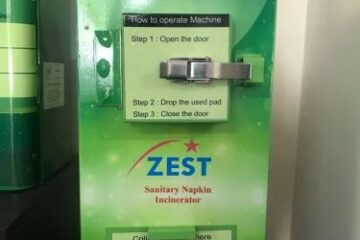 How to operate Machine
Step 1 : Open the door
Step 2 : Drop the used pad
Step 3 : Close the door
ZEST
Sanitary Napkin
Incinerator
here